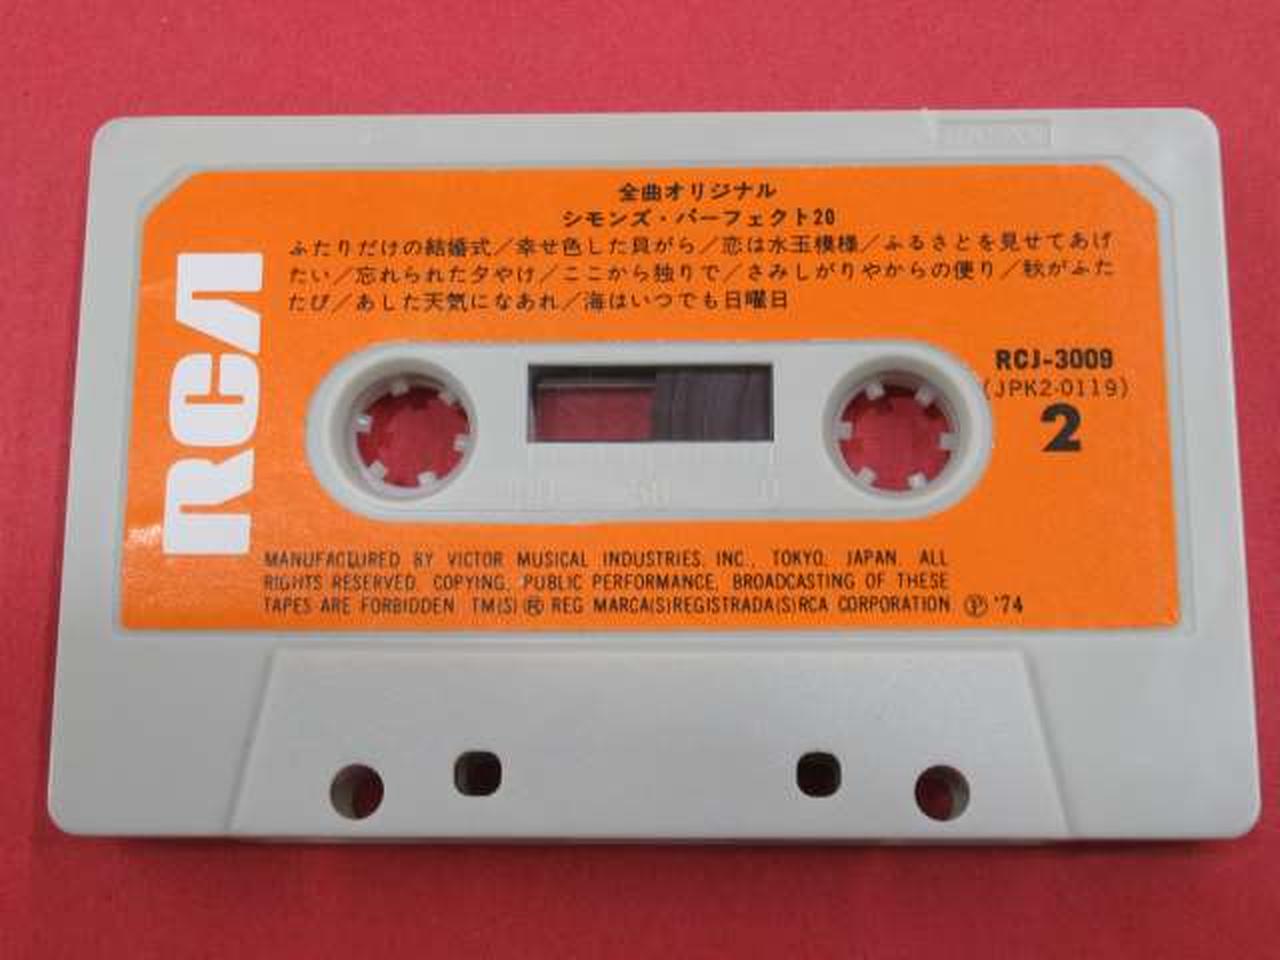 全曲オリジナル
シモンズ・パーフェクト20
ふたりだけの結婚式／幸せ色した貝がら／恋は水玉模様／ふるさとを見せてあげ
たい／忘れられた夕やけ／ここから独りで／さみしがりやからの便り／秋がふた
たび／あした天気になあれ／海はいつでも日曜日
RCA
RCJ-3009
(JPK2-0119)
2
MANUFACTURED BY VICTOR MUSICAL INDUSTRIES, INC., TOKYO, JAPAN. ALL
RIGHTS RESERVED. COPYING, PUBLIC PERFORMANCE, BROADCASTING OF THESE
TAPES ARE FORBIDDEN. TM(S) ® REG MARCA(S)REGISTRADA(S)RCA CORPORATION Ⓟ '74